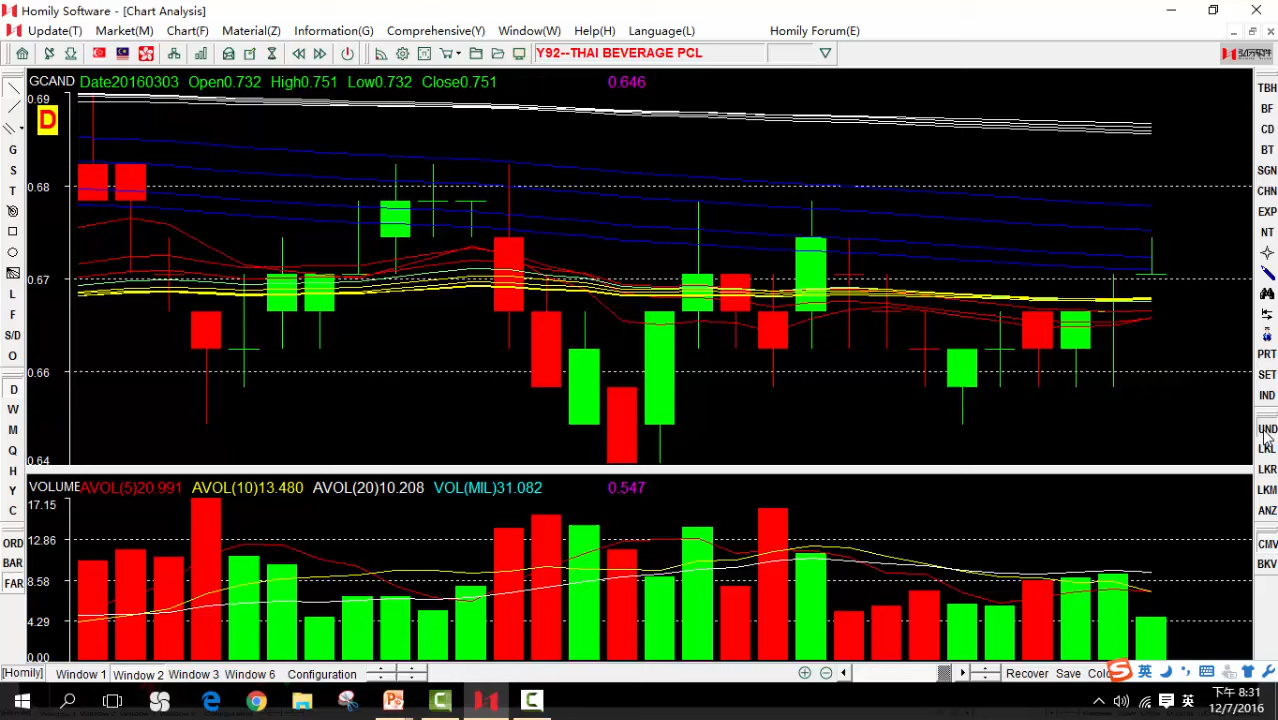 Homily Software - [Chart Analysis]
Update(T) Market(M) Chart(F) Material(Z) Information(G) Comprehensive(Y) Window(W) Help(H) Language(L) Homily Forum(E)
Y92--THAI BEVERAGE PCL
GCAND Date20160303 Open0.732 High0.751 Low0.732 Close0.751 0.646
0.69
D
0.68
0.67
0.66
0.64
VOLUME AVOL(5)20.991 AVOL(10)13.480 AVOL(20)10.208 VOL(MIL)31.082 0.547
17.15
12.86
8.58
4.29
0.00
G
S
T
L
F
S/D
O
D
W
M
Q
H
Y
C
ORD
BAR
FAR
TBH
BF
CD
BT
SGN
CHN
EXP
NT
PRT
SET
IND
UND
LKL
LKR
LKM
ANZ
CMV
BKV
[Homily] Window 1 Window 2 Window 3 Window 6 Configuration Recover Save Colo
英
英 下午 8:31
12/7/2016